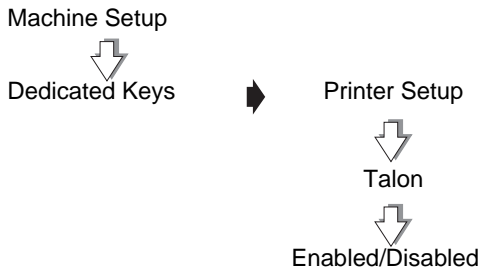 Machine Setup
Dedicated Keys
Printer Setup
Talon
Enabled/Disabled